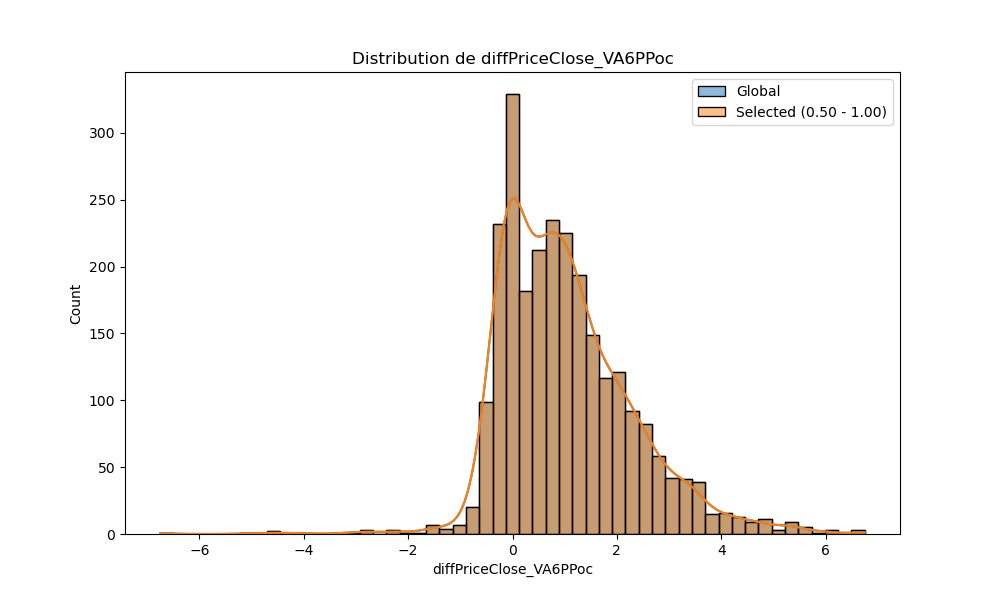 Distribution de diffPriceClose_VA6PPoc
Global
Selected (0.50 - 1.00)
300
250
200
150
100
50
0
Count
−6
−4
−2
0
2
4
6
diffPriceClose_VA6PPoc